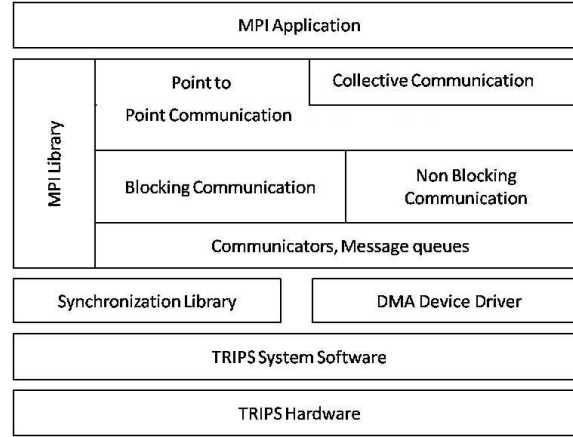 MPI Application
MPI Library
Point to
Collective Communication
Point Communication
Blocking Communication
Non Blocking
Communication
Communicators, Message queues
Synchronization Library
DMA Device Driver
TRIPS System Software
TRIPS Hardware